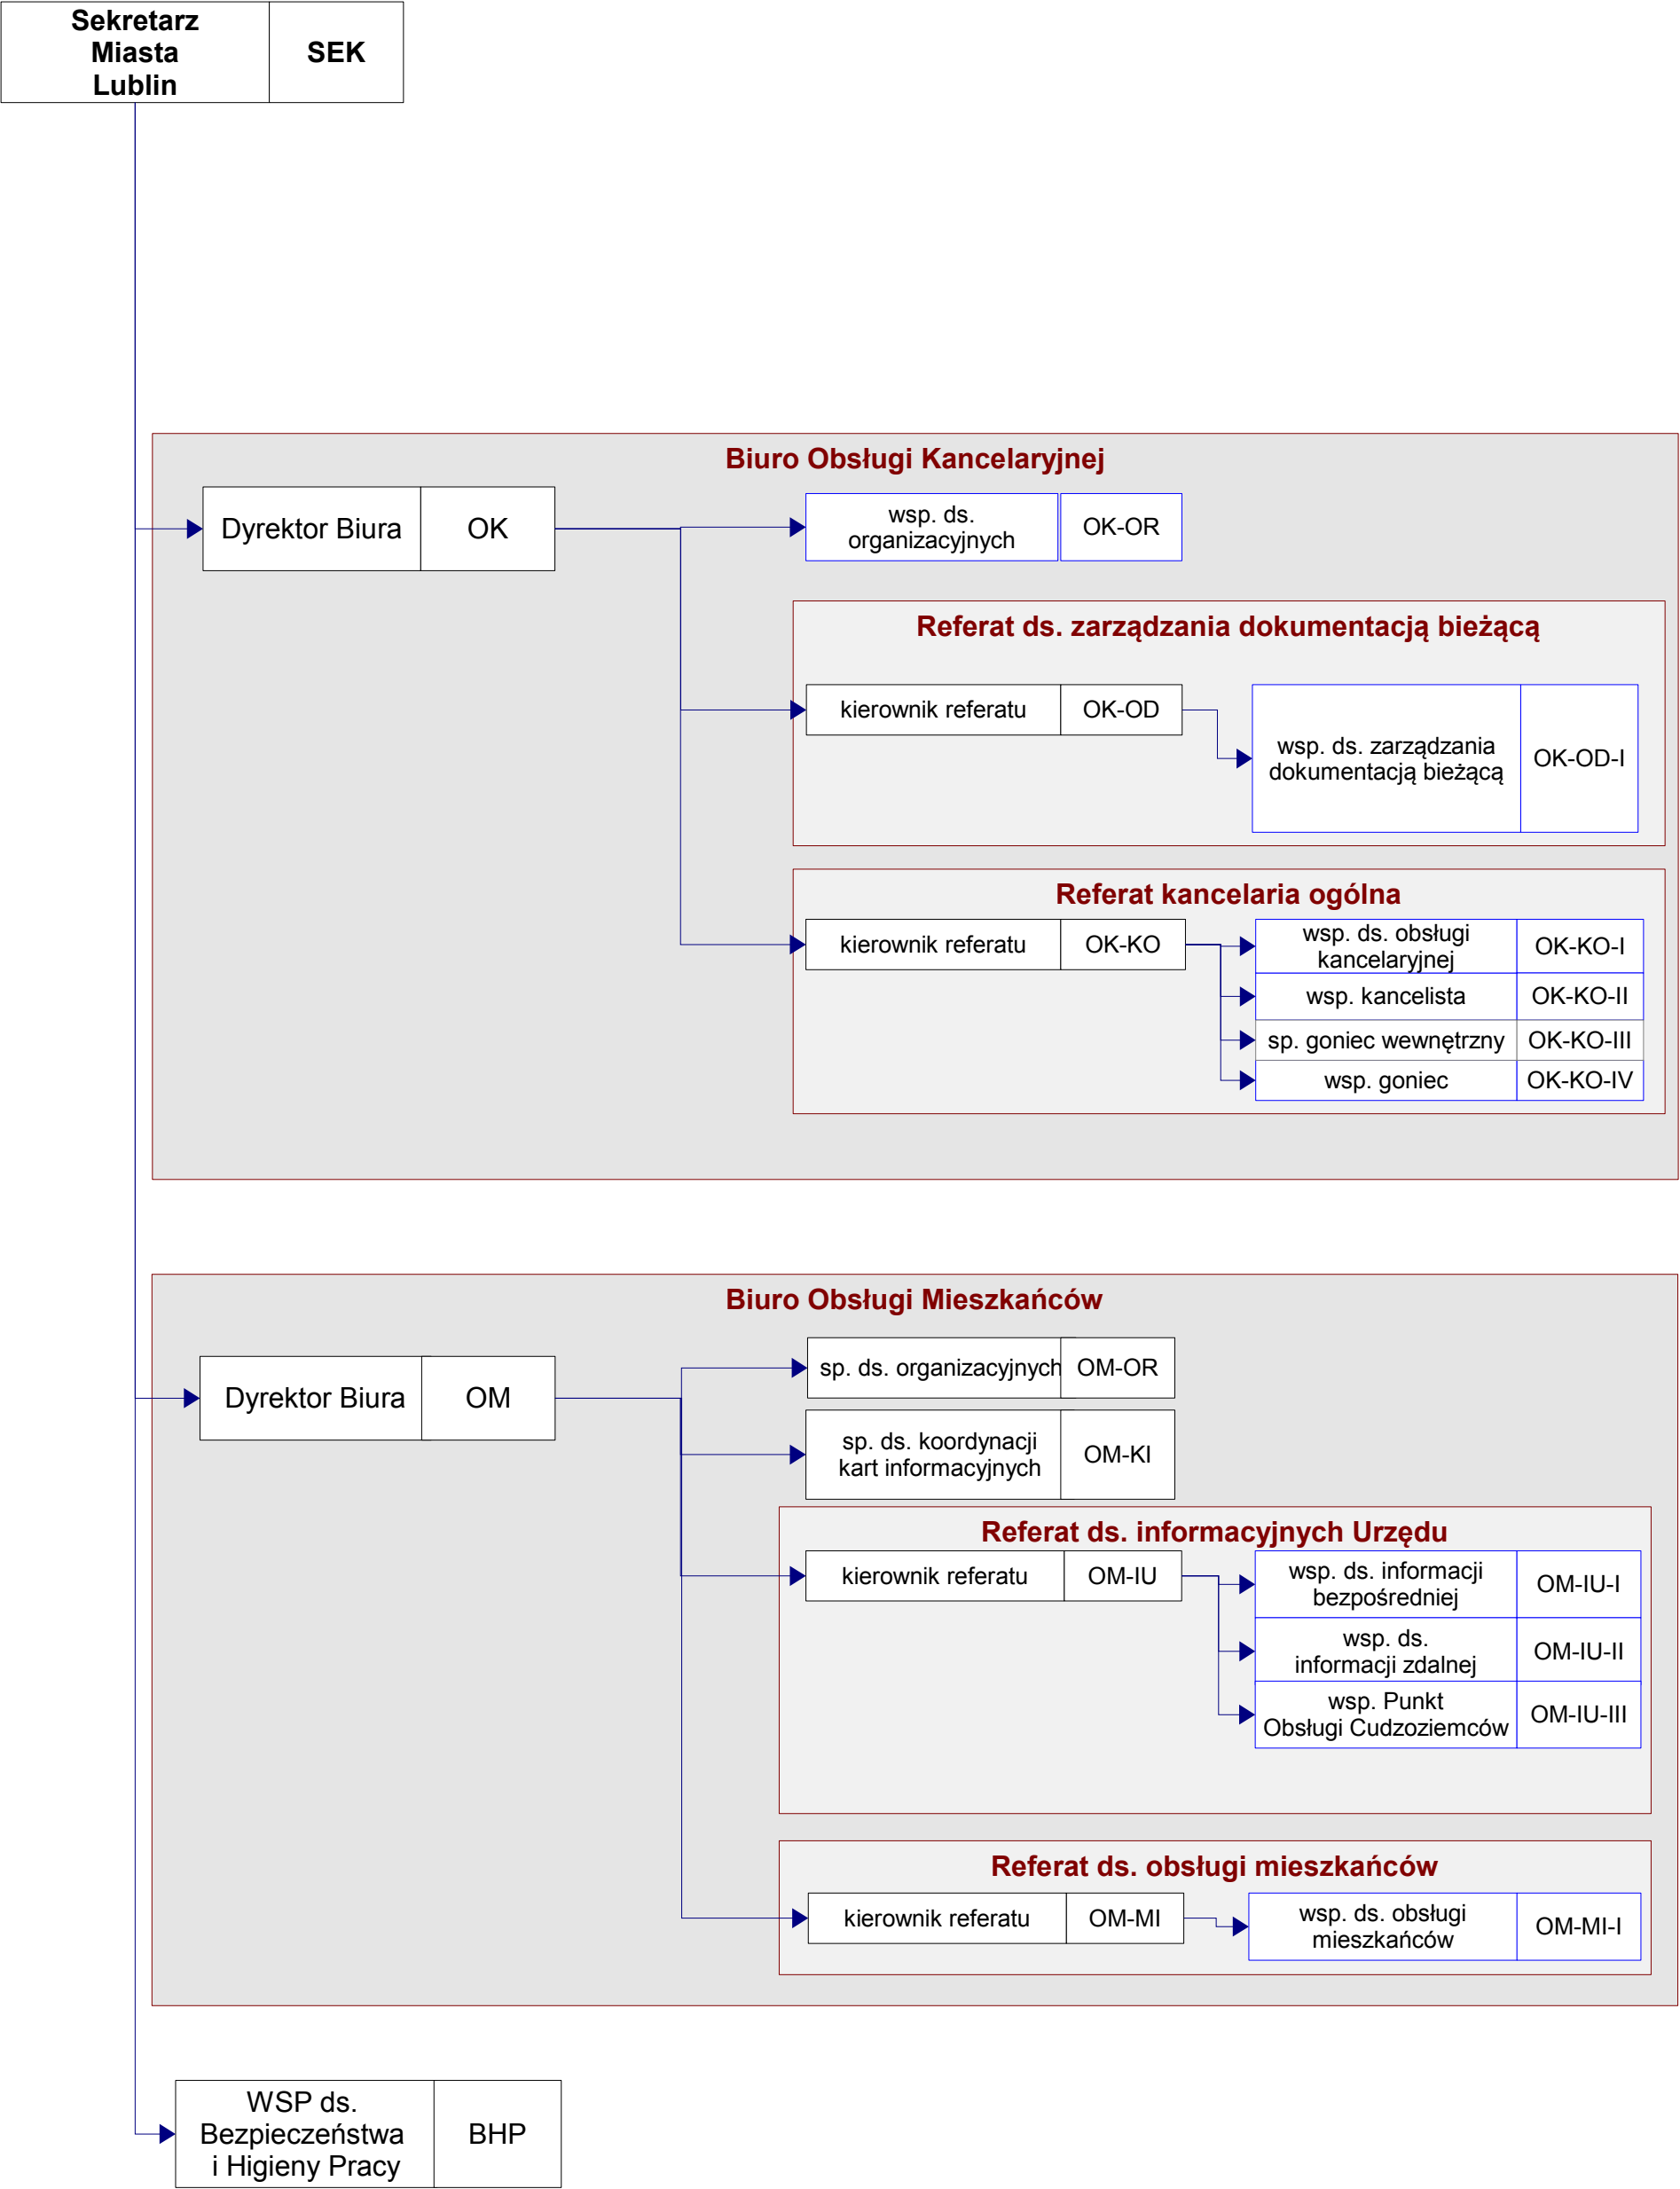 Sekretarz
Miasta
Lublin
SEK
Biuro Obsługi Kancelaryjnej
Dyrektor Biura
OK
wsp. ds.
organizacyjnych
OK-OR
Referat ds. zarządzania dokumentacją bieżącą
kierownik referatu
OK-OD
wsp. ds. zarządzania
dokumentacją bieżącą
OK-OD-I
Referat kancelaria ogólna
kierownik referatu
OK-KO
wsp. ds. obsługi
kancelaryjnej
OK-KO-I
wsp. kancelista
OK-KO-II
sp. goniec wewnętrzny
OK-KO-III
wsp. goniec
OK-KO-IV
Biuro Obsługi Mieszkańców
Dyrektor Biura
OM
sp. ds. organizacyjnych
OM-OR
sp. ds. koordynacji
kart informacyjnych
OM-KI
Referat ds. informacyjnych Urzędu
kierownik referatu
OM-IU
wsp. ds. informacji
bezpośredniej
OM-IU-I
wsp. ds.
informacji zdalnej
OM-IU-II
wsp. Punkt
Obsługi Cudzoziemców
OM-IU-III
Referat ds. obsługi mieszkańców
kierownik referatu
OM-MI
wsp. ds. obsługi
mieszkańców
OM-MI-I
WSP ds.
Bezpieczeństwa
i Higieny Pracy
BHP